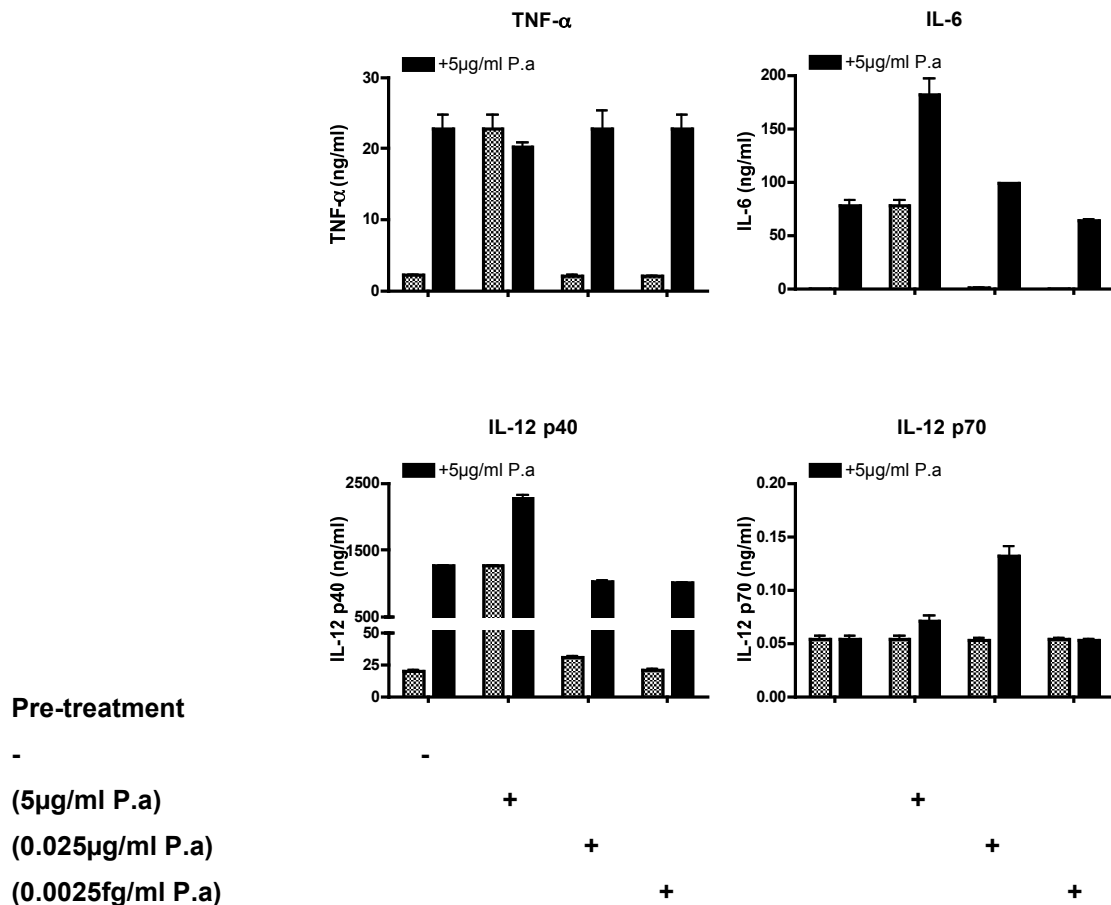 TNF-α
IL-6
+5µg/ml P.a
+5µg/ml P.a
30
20
10
0
TNF-α (ng/ml)
200
150
100
50
0
IL-6 (ng/ml)
IL-12 p40
IL-12 p70
+5µg/ml P.a
+5µg/ml P.a
2500
1500
500
50
25
0
IL-12 p40 (ng/ml)
0.20
0.15
0.10
0.05
0.00
IL-12 p70 (ng/ml)
Pre-treatment
- -
(5µg/ml P.a) + +
(0.025µg/ml P.a) + +
(0.0025fg/ml P.a) + +